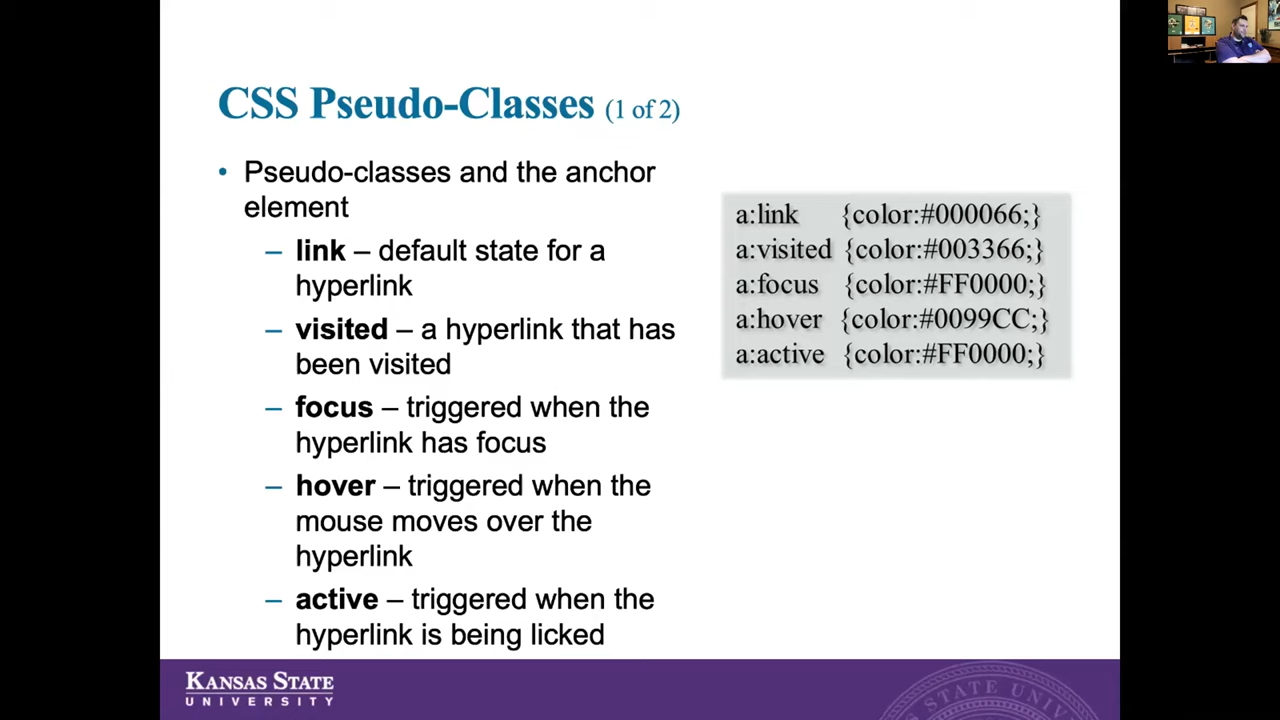 CSS Pseudo-Classes (1 of 2)
• Pseudo-classes and the anchor
element
– link – default state for a
hyperlink
– visited – a hyperlink that has
been visited
– focus – triggered when the
hyperlink has focus
– hover – triggered when the
mouse moves over the
hyperlink
– active – triggered when the
hyperlink is being licked
a:link {color:#000066;}
a:visited {color:#003366;}
a:focus {color:#FF0000;}
a:hover {color:#0099CC;}
a:active {color:#FF0000;}
KANSAS STATE
UNIVERSITY
STATE UNI